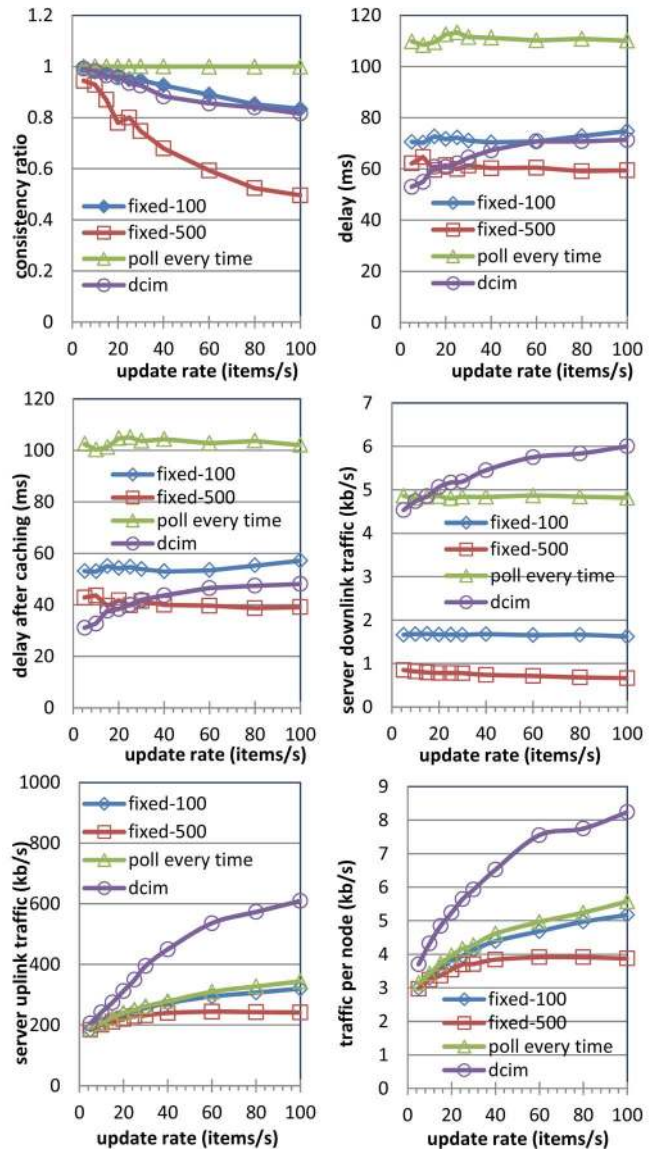 1.2
1
0.8
0.6
0.4
0.2
0
consistency ratio
fixed-100
fixed-500
poll every time
dcim
0 20 40 60 80 100
update rate (items/s)
120
100
80
60
40
20
0
delay (ms)
fixed-100
fixed-500
poll every time
dcim
0 20 40 60 80 100
update rate (items/s)
120
100
80
60
40
20
0
delay after caching (ms)
fixed-100
fixed-500
poll every time
dcim
0 20 40 60 80 100
update rate (items/s)
7
6
5
4
3
2
1
0
server downlink traffic (kb/s)
fixed-100
fixed-500
poll every time
dcim
0 20 40 60 80 100
update rate (items/s)
1000
800
600
400
200
0
server uplink traffic (kb/s)
fixed-100
fixed-500
poll every time
dcim
0 20 40 60 80 100
update rate (items/s)
9
8
7
6
5
4
3
2
1
0
traffic per node (kb/s)
fixed-100
fixed-500
poll every time
dcim
0 20 40 60 80 100
update rate (items/s)